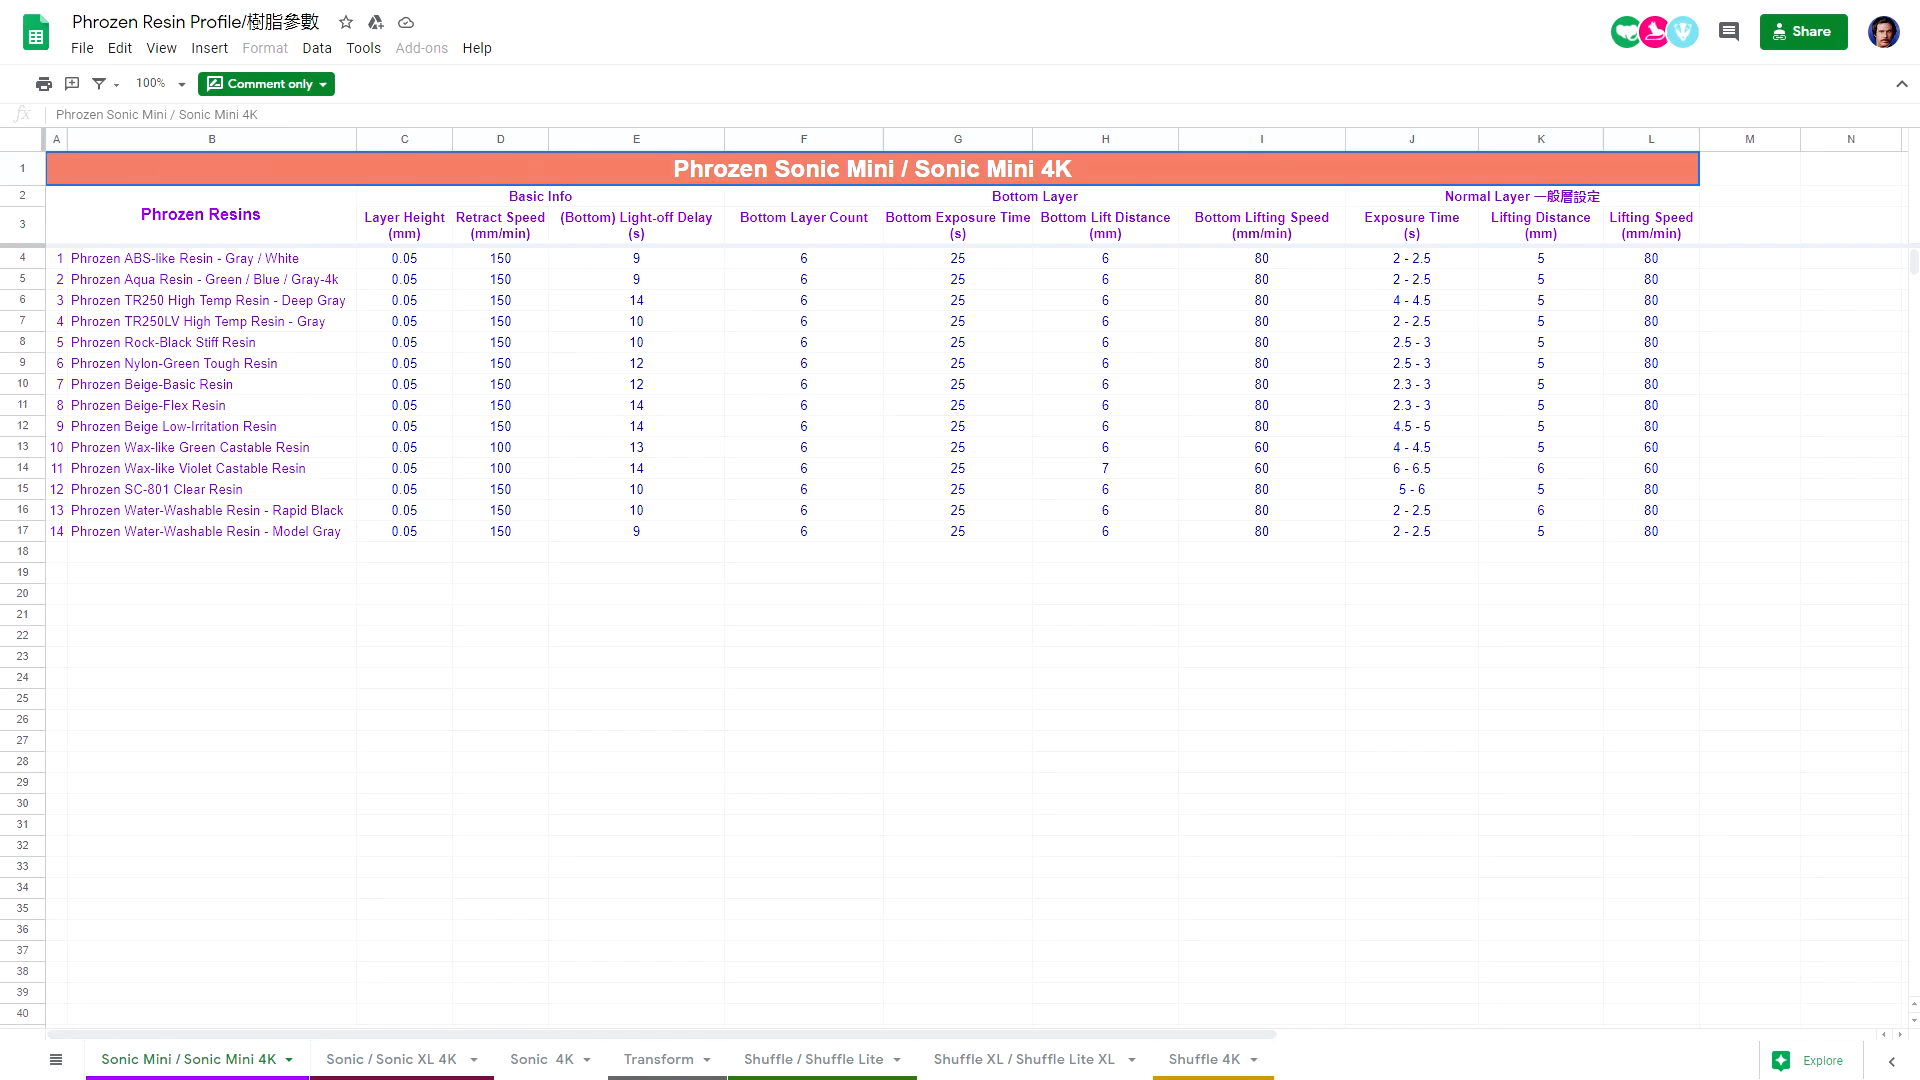 Phrozen Resin Profile/樹脂參數
File Edit View Insert Format Data Tools Add-ons Help
Share
100% Comment only
fx Phrozen Sonic Mini / Sonic Mini 4K
A B C D E F G H I J K L M N
1 Phrozen Sonic Mini / Sonic Mini 4K
2 Basic Info Bottom Layer Normal Layer 一般層設定
3 Phrozen Resins Layer Height (mm) Retract Speed (mm/min) (Bottom) Light-off Delay (s) Bottom Layer Count Bottom Exposure Time (s) Bottom Lift Distance (mm) Bottom Lifting Speed (mm/min) Exposure Time (s) Lifting Distance (mm) Lifting Speed (mm/min)
4 1 Phrozen ABS-like Resin - Gray / White 0.05 150 9 6 25 6 80 2 - 2.5 5 80
5 2 Phrozen Aqua Resin - Green / Blue / Gray-4k 0.05 150 9 6 25 6 80 2 - 2.5 5 80
6 3 Phrozen TR250 High Temp Resin - Deep Gray 0.05 150 14 6 25 6 80 4 - 4.5 5 80
7 4 Phrozen TR250LV High Temp Resin - Gray 0.05 150 10 6 25 6 80 2 - 2.5 5 80
8 5 Phrozen Rock-Black Stiff Resin 0.05 150 10 6 25 6 80 2.5 - 3 5 80
9 6 Phrozen Nylon-Green Tough Resin 0.05 150 12 6 25 6 80 2.5 - 3 5 80
10 7 Phrozen Beige-Basic Resin 0.05 150 12 6 25 6 80 2.3 - 3 5 80
11 8 Phrozen Beige-Flex Resin 0.05 150 14 6 25 6 80 2.3 - 3 5 80
12 9 Phrozen Beige Low-Irritation Resin 0.05 150 14 6 25 6 80 4.5 - 5 5 80
13 10 Phrozen Wax-like Green Castable Resin 0.05 100 13 6 25 6 60 4 - 4.5 5 60
14 11 Phrozen Wax-like Violet Castable Resin 0.05 100 14 6 25 7 60 6 - 6.5 6 60
15 12 Phrozen SC-801 Clear Resin 0.05 150 10 6 25 6 80 5 - 6 5 80
16 13 Phrozen Water-Washable Resin - Rapid Black 0.05 150 10 6 25 6 80 2 - 2.5 6 80
17 14 Phrozen Water-Washable Resin - Model Gray 0.05 150 9 6 25 6 80 2 - 2.5 5 80
18
19
20
21
22
23
24
25
26
27
28
29
30
31
32
33
34
35
36
37
38
39
40
Sonic Mini / Sonic Mini 4K Sonic / Sonic XL 4K Sonic 4K Transform Shuffle / Shuffle Lite Shuffle XL / Shuffle Lite XL Shuffle 4K Explore